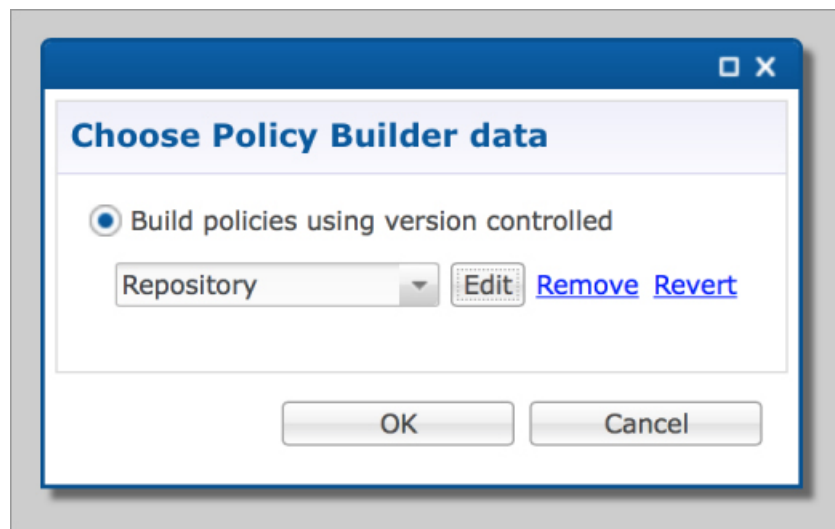 Choose Policy Builder data
Build policies using version controlled
Repository Edit Remove Revert
OK Cancel